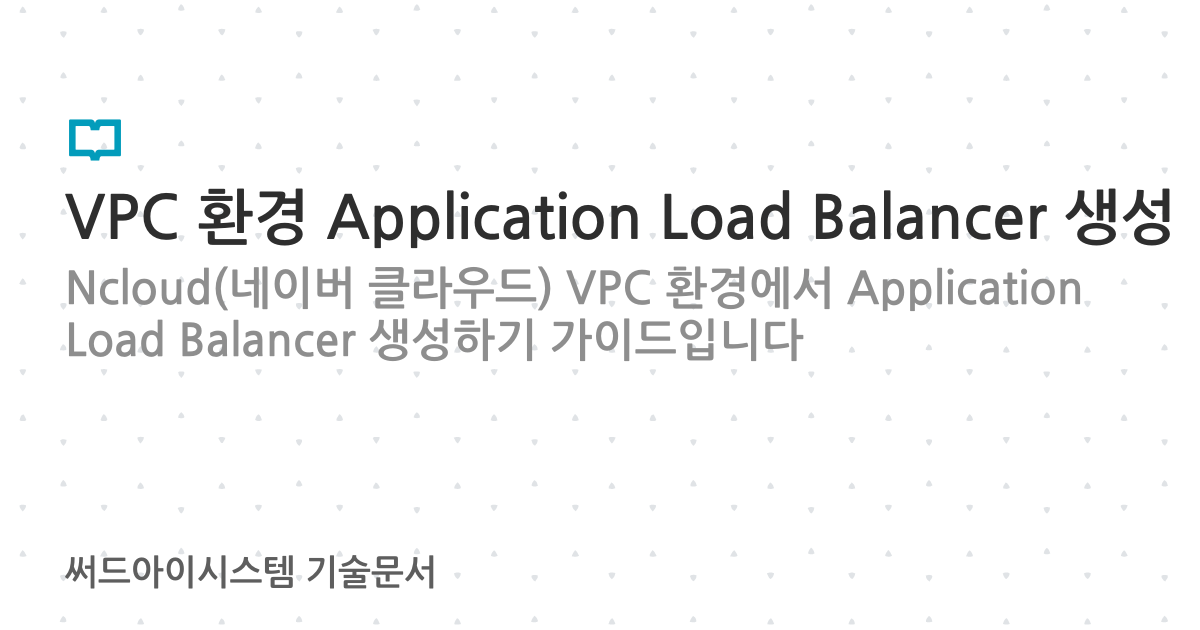 VPC 환경 Application Load Balancer 생성
Ncloud(네이버 클라우드) VPC 환경에서 Application
Load Balancer 생성하기 가이드입니다
써드아이시스템 기술문서